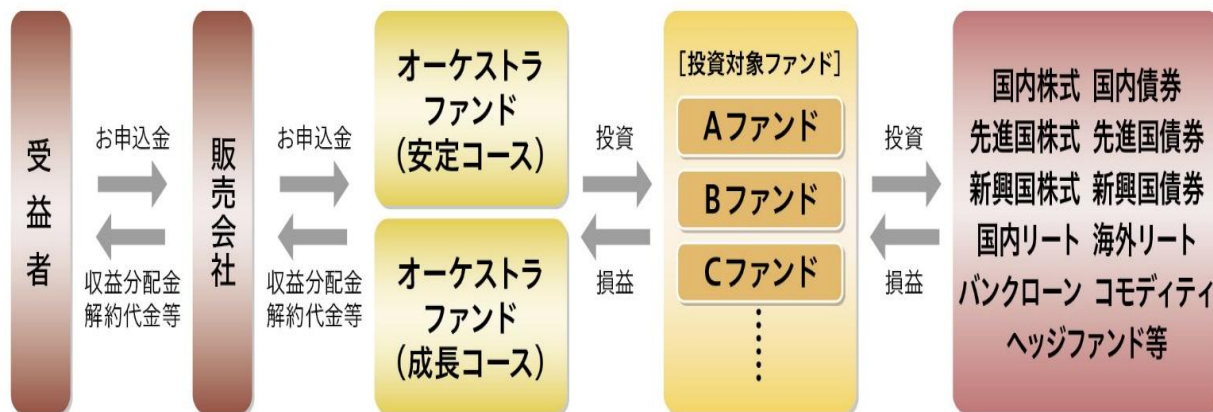 受益者
お申込金
収益分配金
解約代金等
販売会社
お申込金
収益分配金
解約代金等
オーケストラ
ファンド
(安定コース)
オーケストラ
ファンド
(成長コース)
投資
損益
[投資対象ファンド]
Aファンド
Bファンド
Cファンド
投資
損益
国内株式 国内債券
先進国株式 先進国債券
新興国株式 新興国債券
国内リート 海外リート
バンクローン コモディティ
ヘッジファンド等